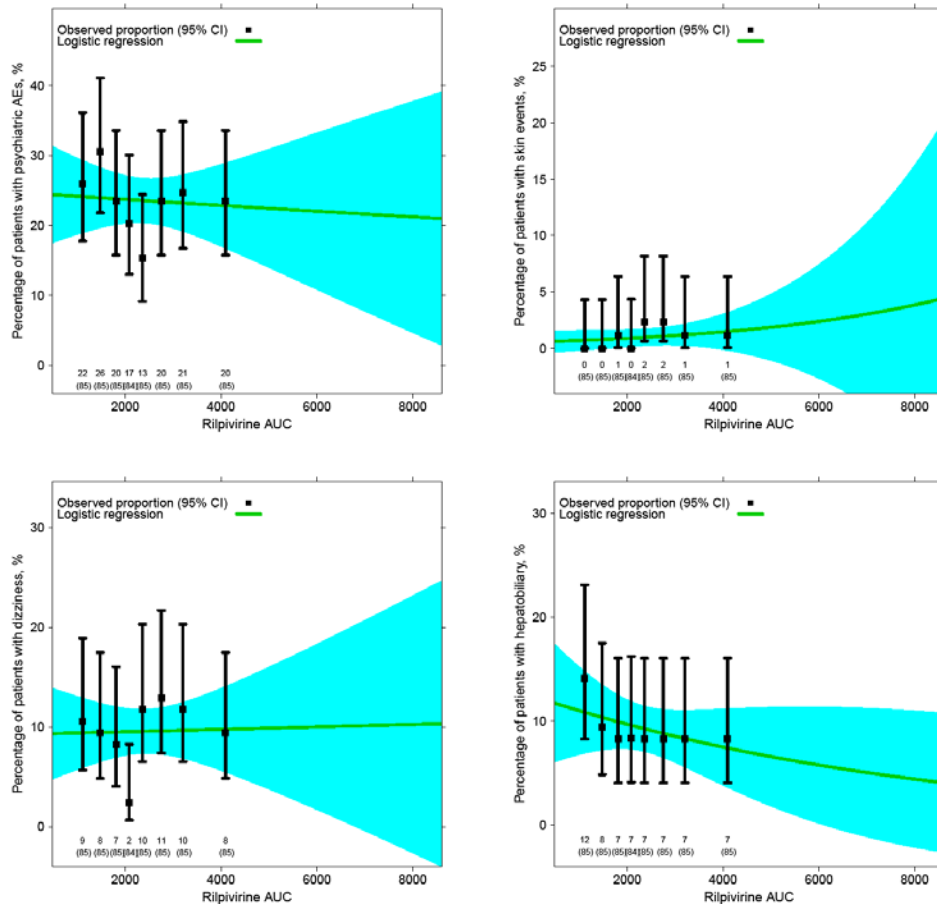 Observed proportion (95% CI)
Logistic regression
Percentage of patients with psychiatric AEs, %
40
30
20
10
0
22 26 20 17 13 20 21 20
(85) (85) (85) (84) (85) (85) (85) (85)
2000 4000 6000 8000
Rilpivirine AUC
Observed proportion (95% CI)
Logistic regression
Percentage of patients with skin events, %
25
20
15
10
5
0
0 0 1 0 2 2 1 1
(85) (85) (85) (84) (85) (85) (85) (85)
2000 4000 6000 8000
Rilpivirine AUC
Observed proportion (95% CI)
Logistic regression
Percentage of patients with dizziness, %
30
20
10
0
9 8 7 2 10 11 10 8
(85) (85) (85) (84) (85) (85) (85) (85)
2000 4000 6000 8000
Rilpivirine AUC
Observed proportion (95% CI)
Logistic regression
Percentage of patients with hepatobiliary, %
30
20
10
0
12 8 7 7 7 7 7 7
(85) (85) (85) (84) (85) (85) (85) (85)
2000 4000 6000 8000
Rilpivirine AUC